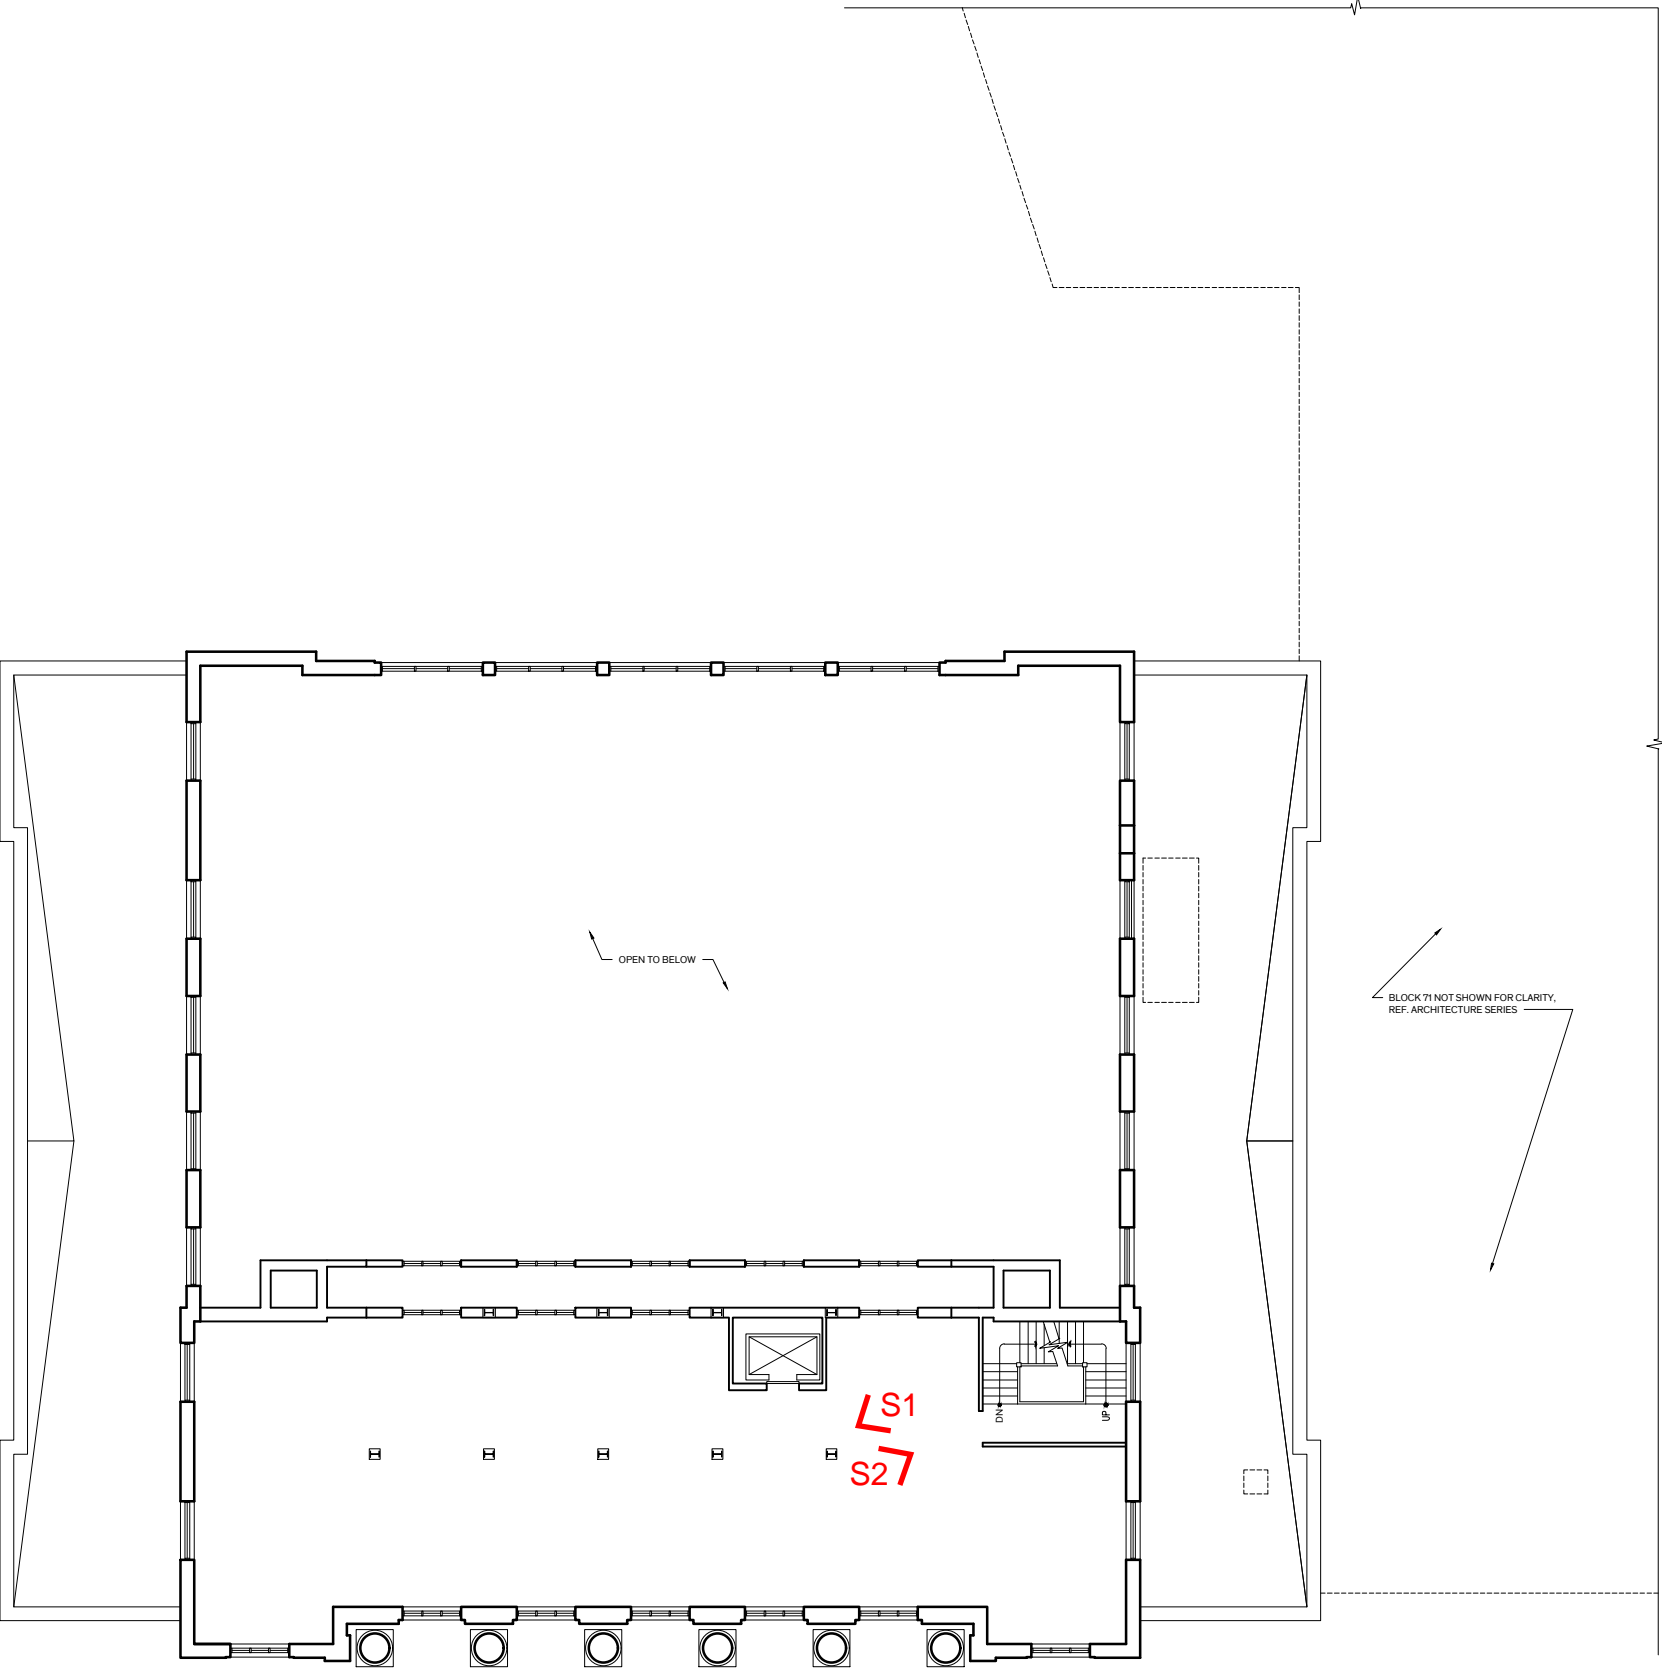 OPEN TO BELOW
BLOCK 71 NOT SHOWN FOR CLARITY,
REF. ARCHITECTURE SERIES
S1
DN
UP
S2